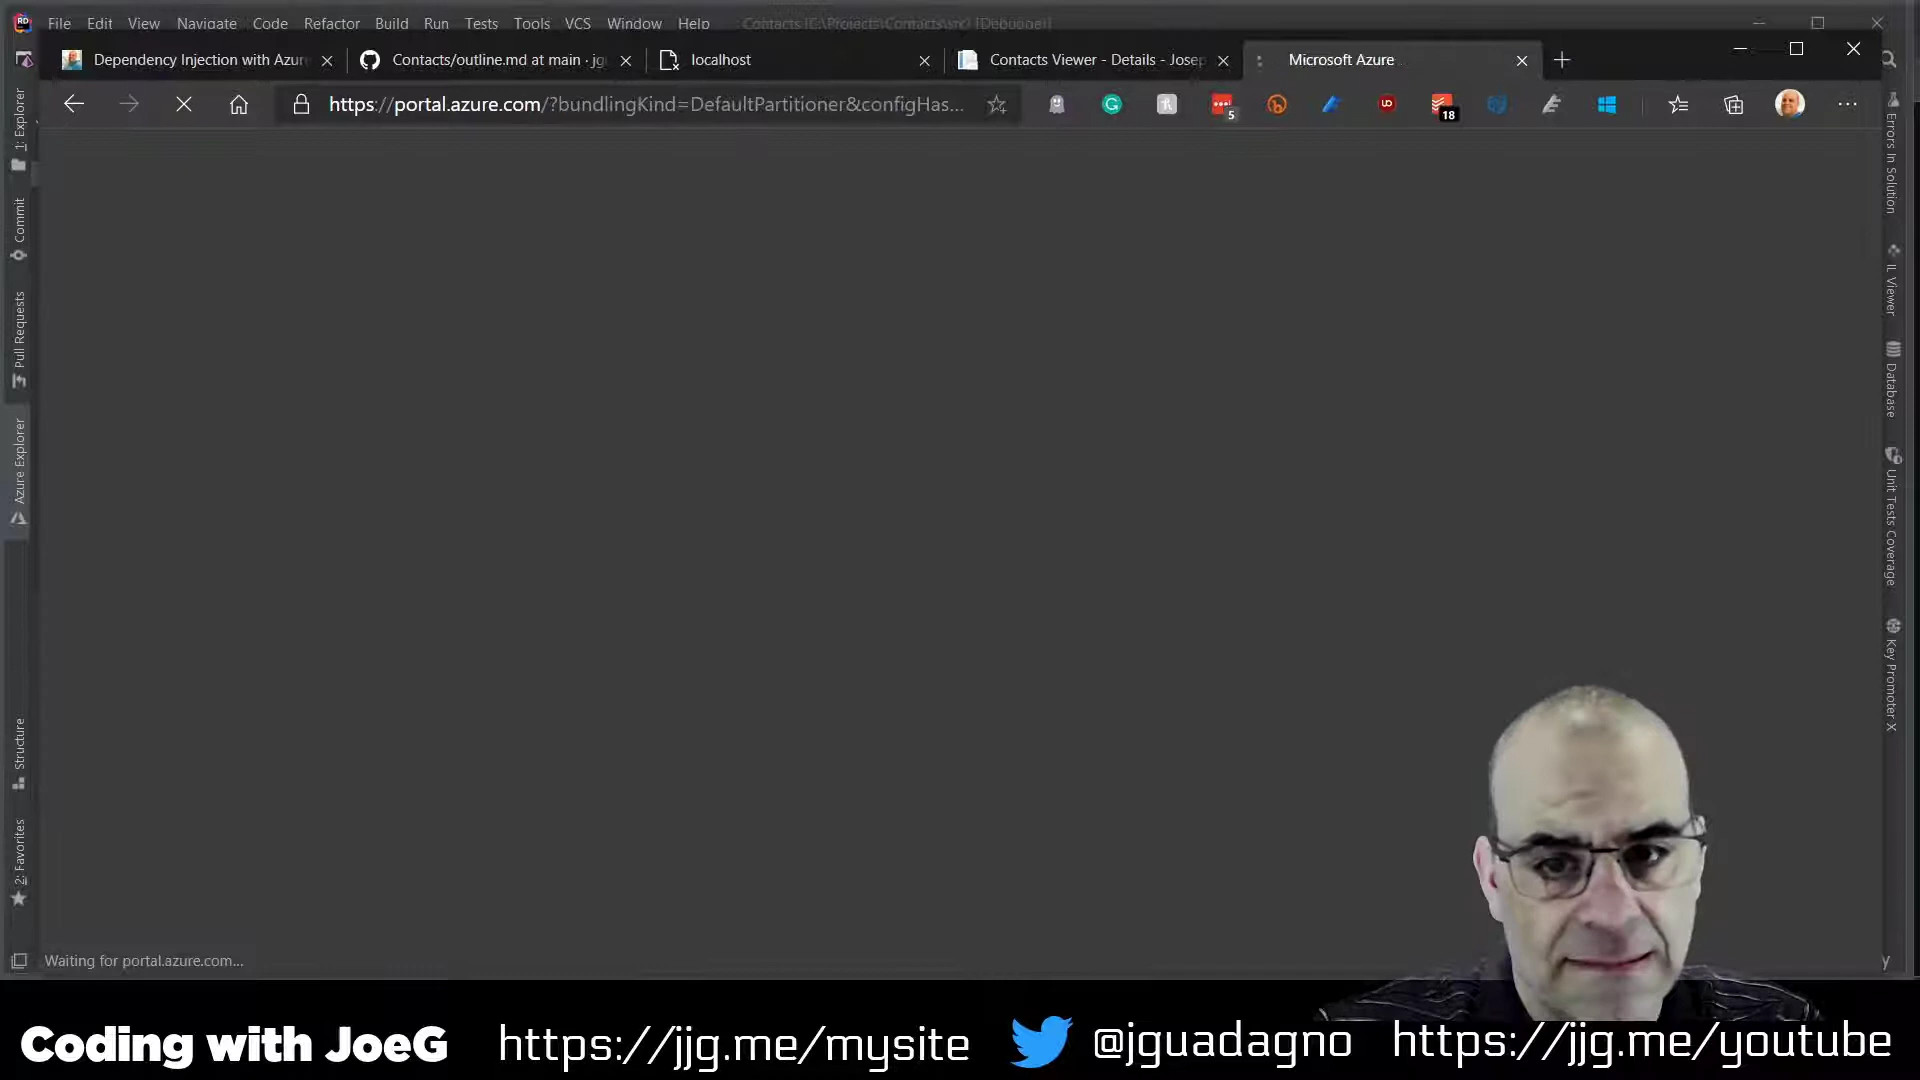 File Edit View Navigate Code Refactor Build Run Tests Tools VCS Window Help Contacts
Dependency Injection with Azur
Contacts/outline.md at main · jg
localhost
Contacts Viewer - Details - Josep
Microsoft Azure
https://portal.azure.com/?bundlingKind=DefaultPartitioner&configHas...
5
18
1: Explorer
Commit
Pull Requests
Azure Explorer
Structure
2: Favorites
Errors In Solution
IL Viewer
Database
Unit Tests Coverage
Key Promoter X
Waiting for portal.azure.com...
y
Coding with JoeG https://jjg.me/mysite @jguadagno https://jjg.me/youtube